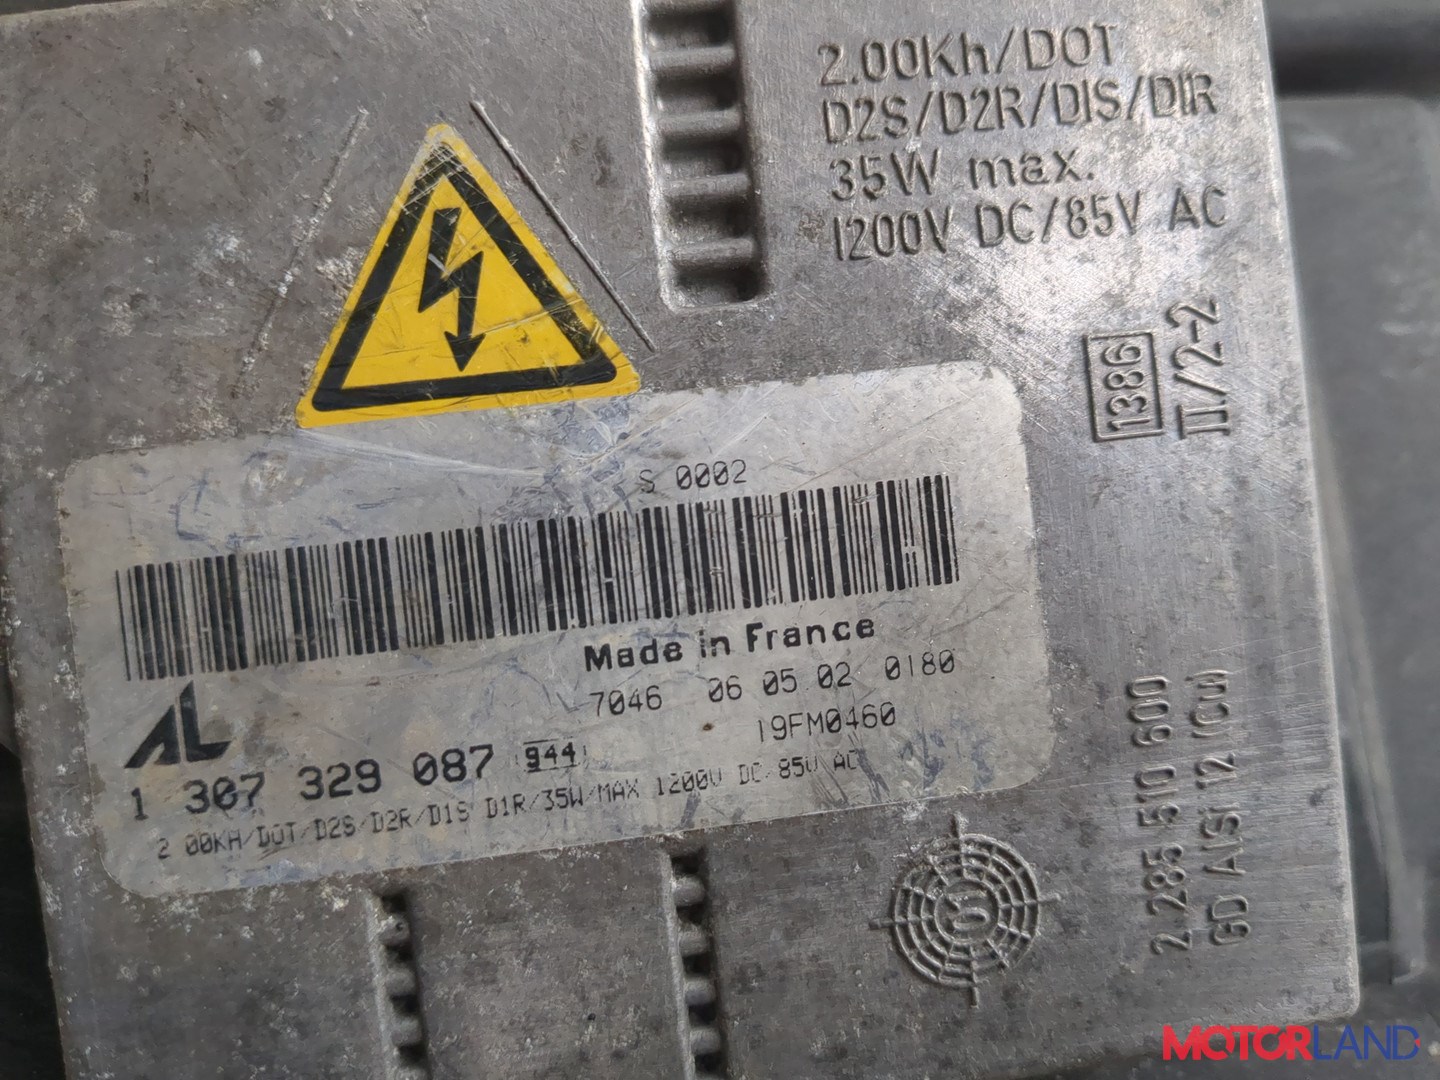 2.00Kh/DOT
D2S/D2R/D1S/D1R
35W max.
1200V DC/85V AC
1386
II/2-2
S 0002
Made in France
7046 06 05 02 0180
19FM0460
AL
1 307 329 087 944
2 00KH/DOT/D2S/D2R/D1S D1R/35W/MAX 1200V DC/85V AC
01
2 285 510 600
GD AlSi 12 (Cu)
MOTORLAND